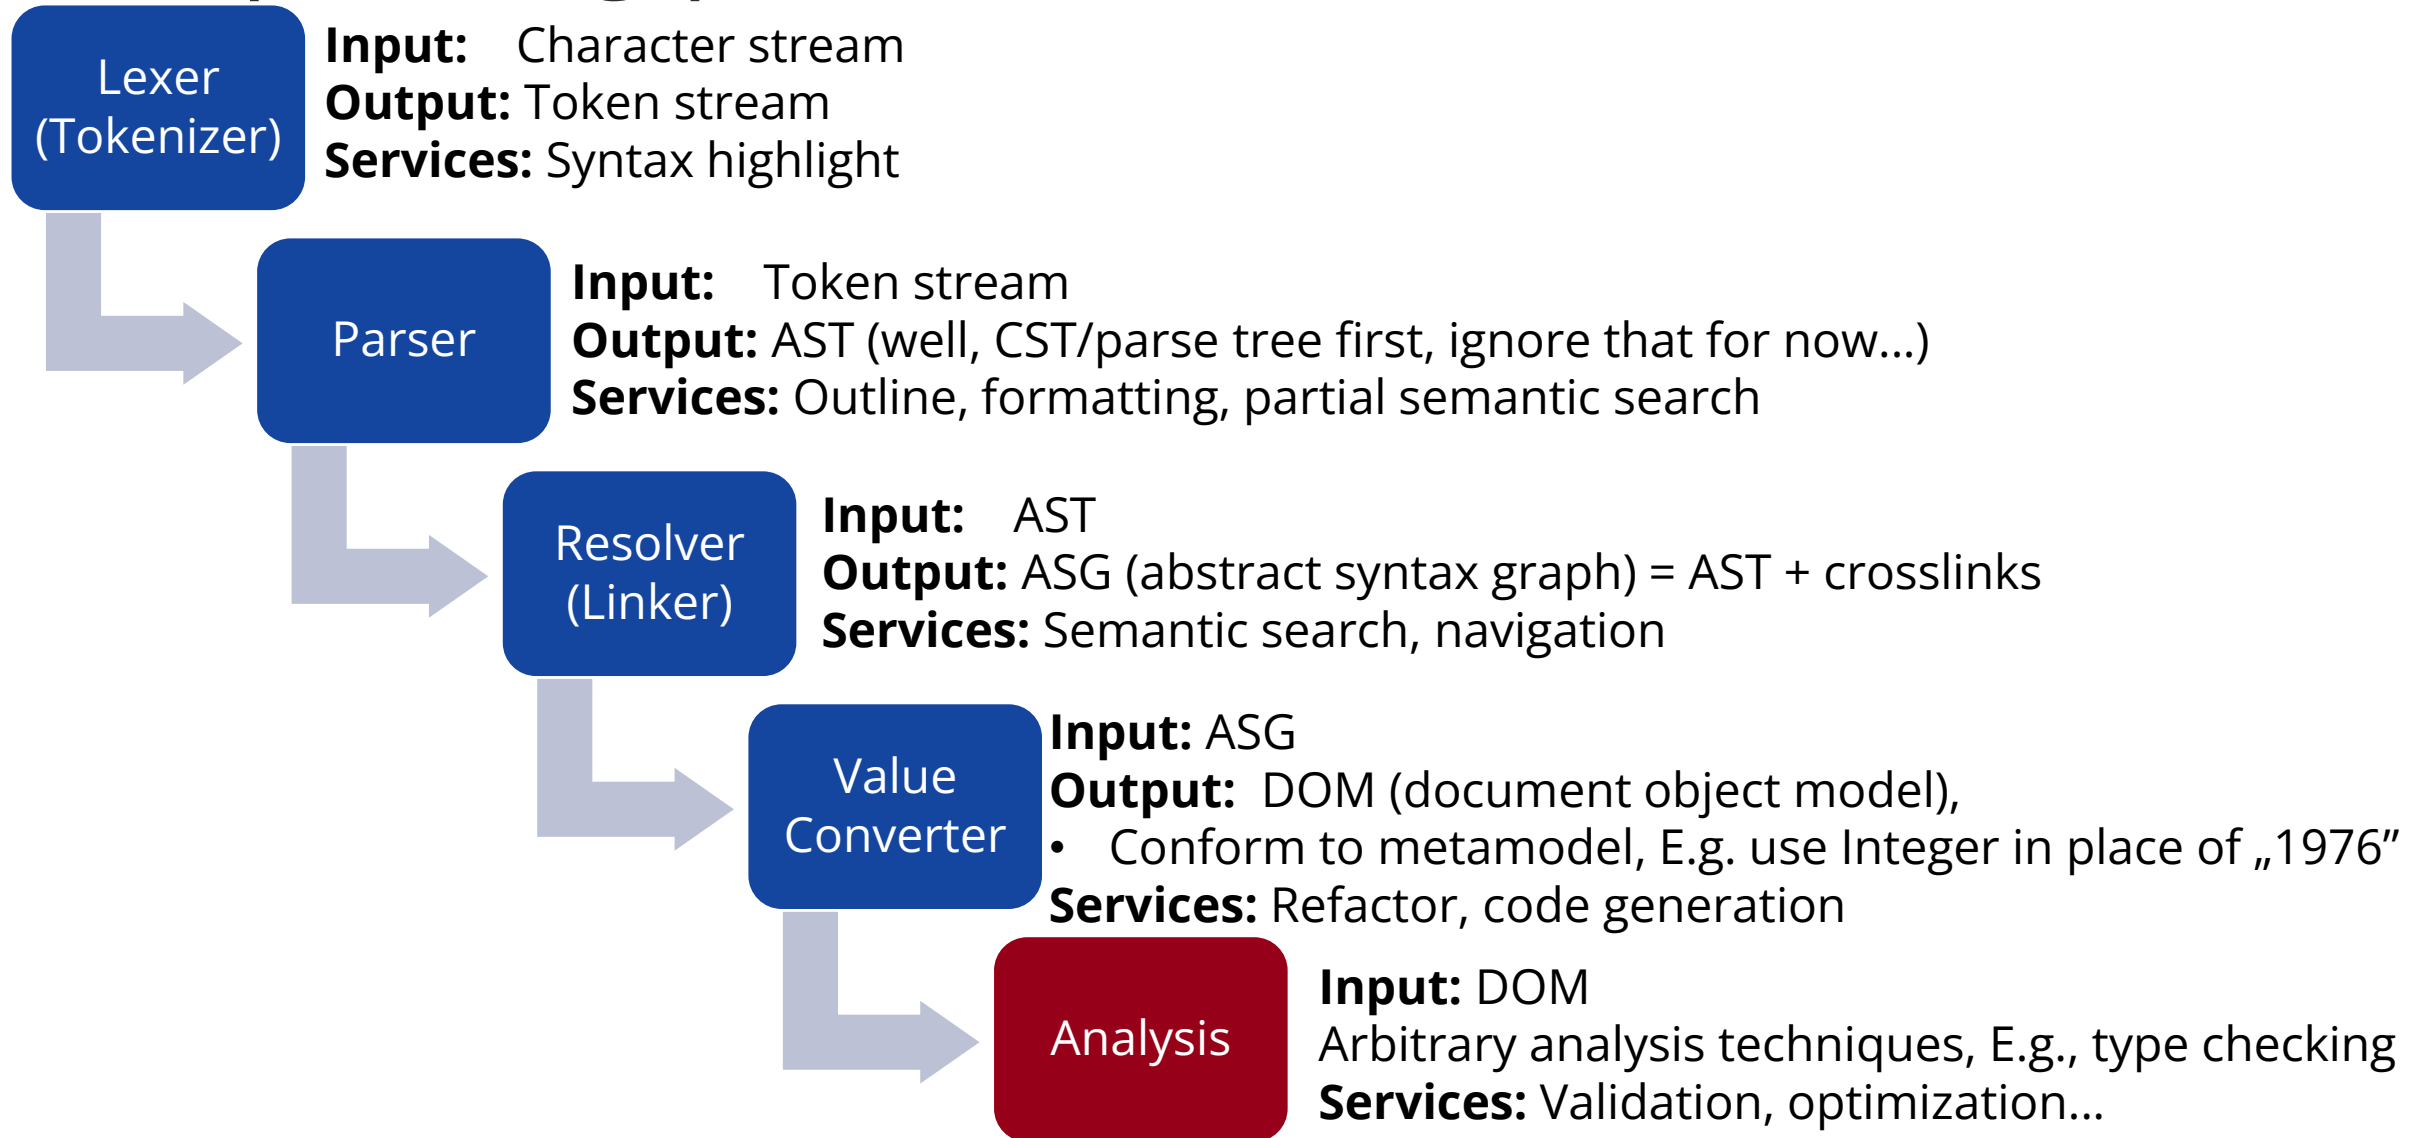 Lexer
(Tokenizer)
Input: Character stream
Output: Token stream
Services: Syntax highlight
Parser
Input: Token stream
Output: AST (well, CST/parse tree first, ignore that for now...)
Services: Outline, formatting, partial semantic search
Resolver
(Linker)
Input: AST
Output: ASG (abstract syntax graph) = AST + crosslinks
Services: Semantic search, navigation
Value
Converter
Input: ASG
Output: DOM (document object model),
• Conform to metamodel, E.g. use Integer in place of „1976”
Services: Refactor, code generation
Analysis
Input: DOM
Arbitrary analysis techniques, E.g., type checking
Services: Validation, optimization...